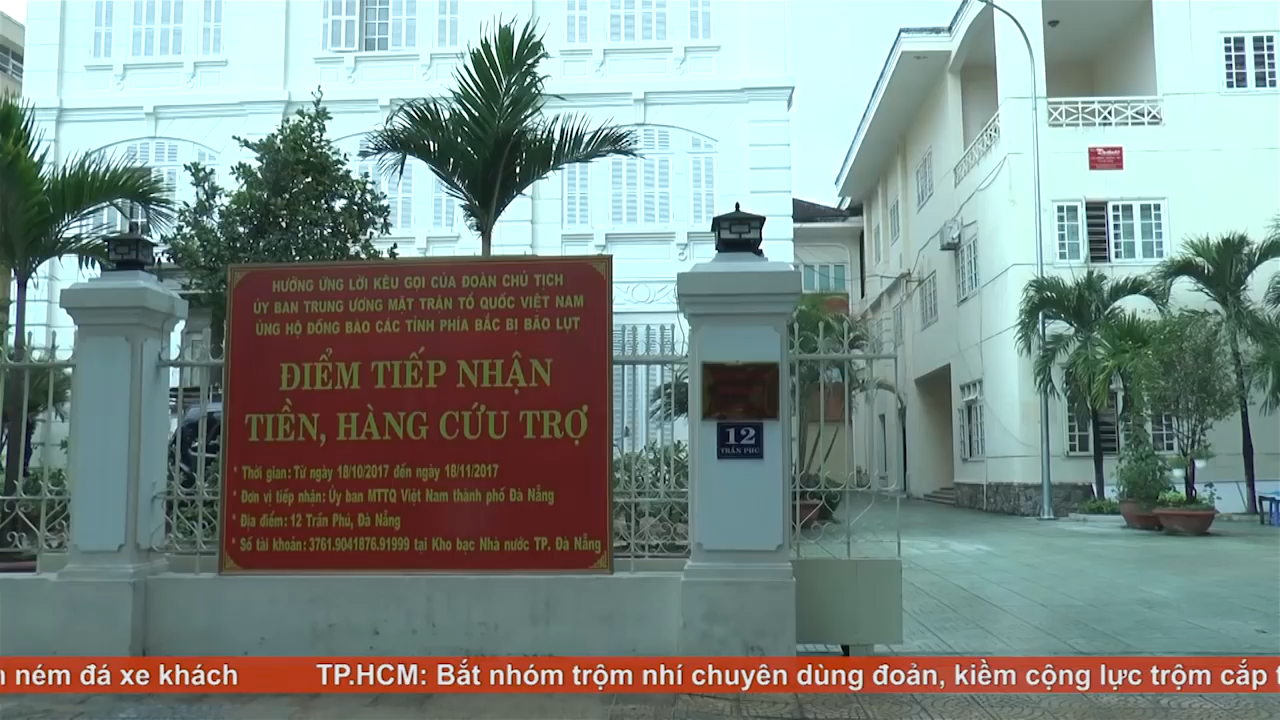 HƯỞNG ỨNG LỜI KÊU GỌI CỦA ĐOÀN CHỦ TỊCH
ỦY BAN TRUNG ƯƠNG MẶT TRẬN TỔ QUỐC VIỆT NAM
ỦNG HỘ ĐỒNG BÀO CÁC TỈNH PHÍA BẮC BỊ BÃO LỤT
ĐIỂM TIẾP NHẬN
TIỀN, HÀNG CỨU TRỢ
* Thời gian: Từ ngày 18/10/2017 đến ngày 18/11/2017
* Đơn vị tiếp nhận: Ủy ban MTTQ Việt Nam thành phố Đà Nẵng
* Địa điểm: 12 Trần Phú, Đà Nẵng
* Số tài khoản: 3761.9041876.91999 tại Kho bạc Nhà nước TP. Đà Nẵng
12
TRẦN PHÚ
ném đá xe khách TP.HCM: Bắt nhóm trộm nhí chuyên dùng đoản, kiềm cộng lực trộm cắp